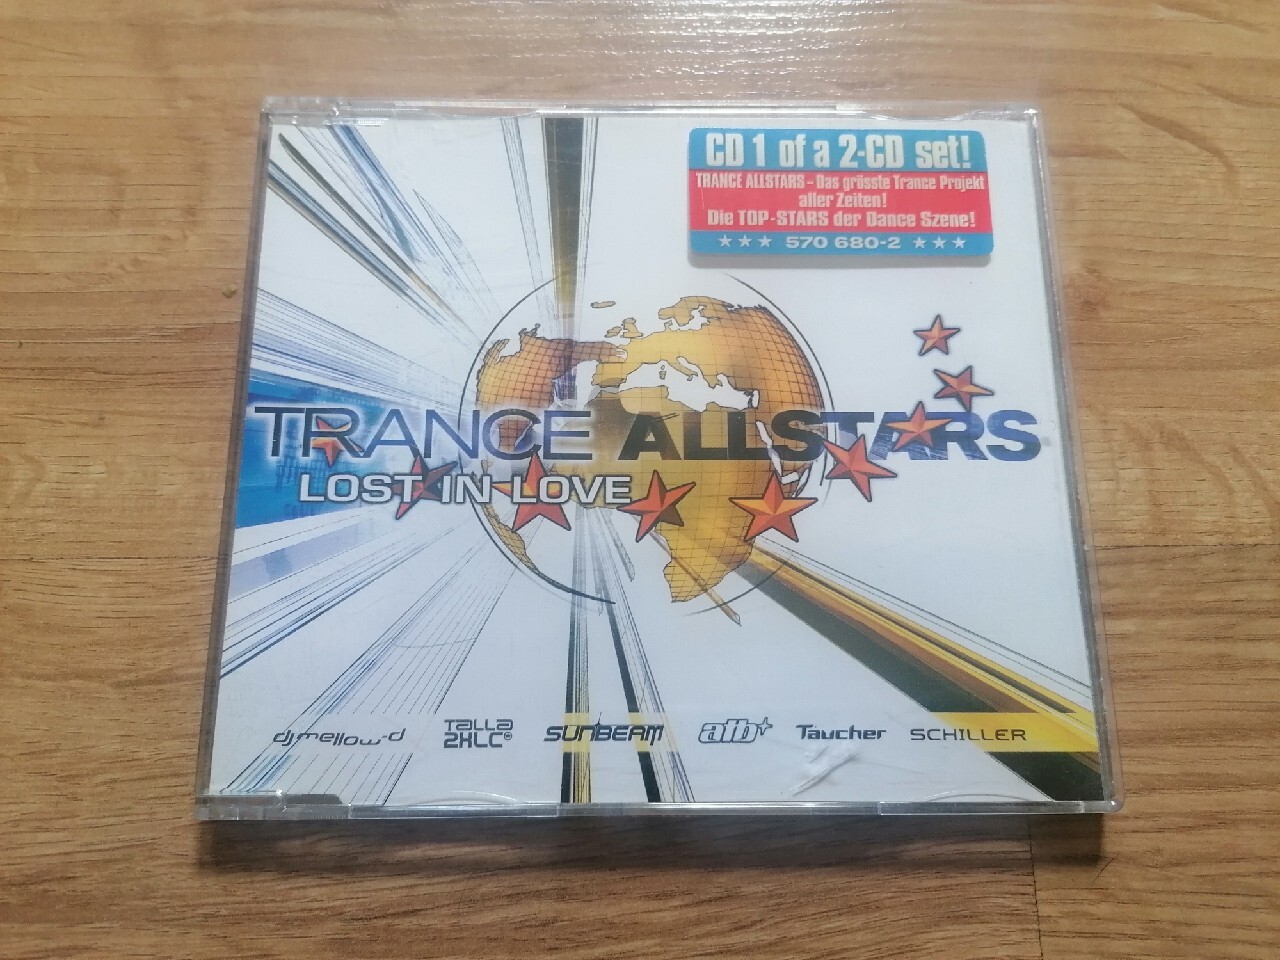 CD 1 of a 2-CD set!
TRANCE ALLSTARS - Das grösste Trance Projekt
aller Zeiten!
Die TOP-STARS der Dance Szene!
★★★ 570 680-2 ★★★
TRANCE ALLSTARS
LOST IN LOVE
dj mellow-d TALLA 2XLC® SUNBEAM atb Taucher SCHILLER